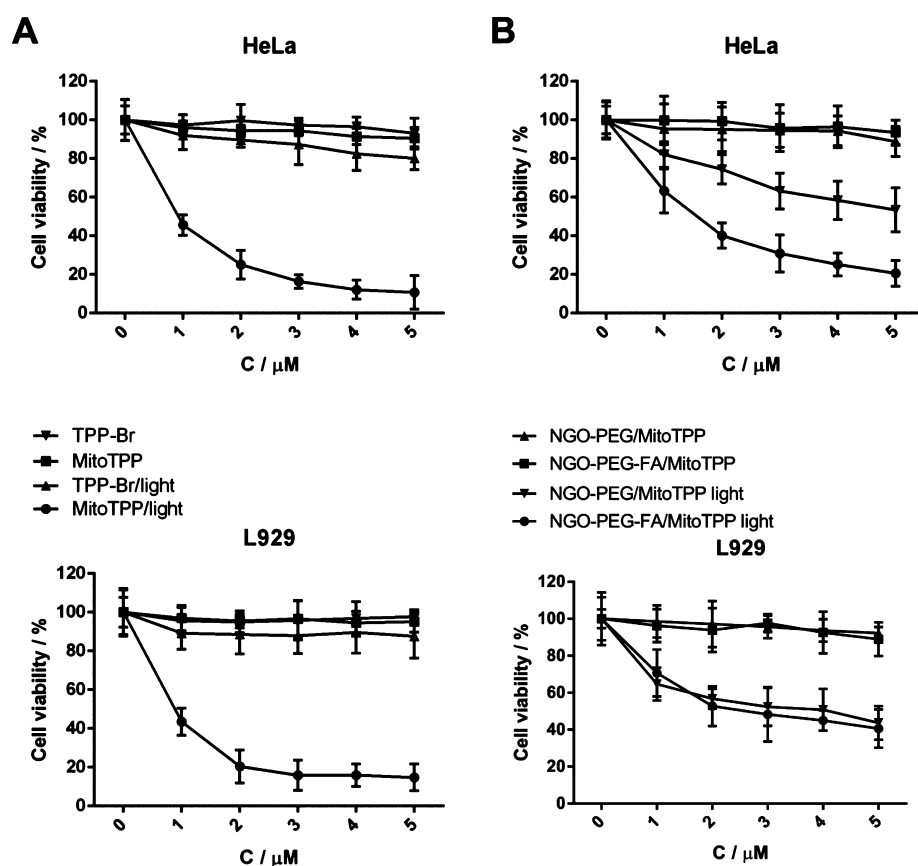 A
HeLa
Cell viability / %
120
100
80
60
40
20
0
0 1 2 3 4 5
C / μM
TPP-Br
MitoTPP
TPP-Br/light
MitoTPP/light
L929
Cell viability / %
120
100
80
60
40
20
0
0 1 2 3 4 5
C / μM
B
HeLa
Cell viability / %
120
100
80
60
40
20
0
0 1 2 3 4 5
C / μM
NGO-PEG/MitoTPP
NGO-PEG-FA/MitoTPP
NGO-PEG/MitoTPP light
NGO-PEG-FA/MitoTPP light
L929
Cell viability / %
120
100
80
60
40
20
0
0 1 2 3 4 5
C / μM